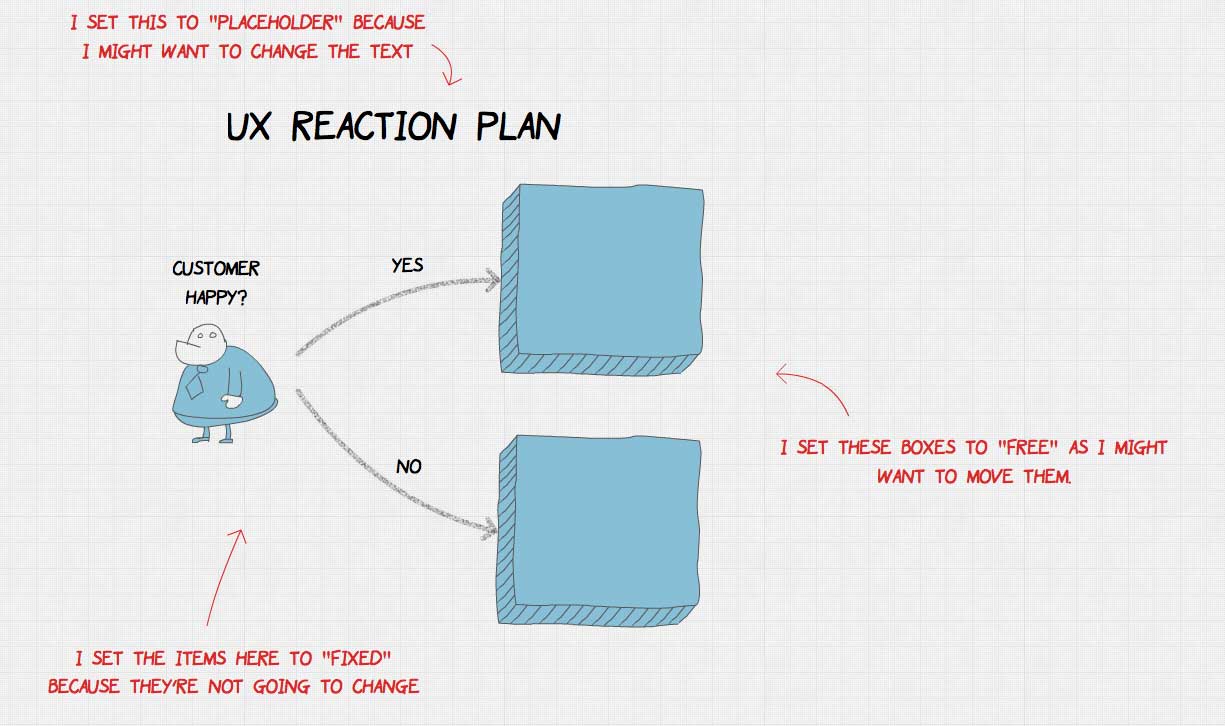 I SET THIS TO "PLACEHOLDER" BECAUSE
I MIGHT WANT TO CHANGE THE TEXT
UX REACTION PLAN
CUSTOMER
HAPPY?
YES
NO
I SET THESE BOXES TO "FREE" AS I MIGHT
WANT TO MOVE THEM.
I SET THE ITEMS HERE TO "FIXED"
BECAUSE THEY'RE NOT GOING TO CHANGE